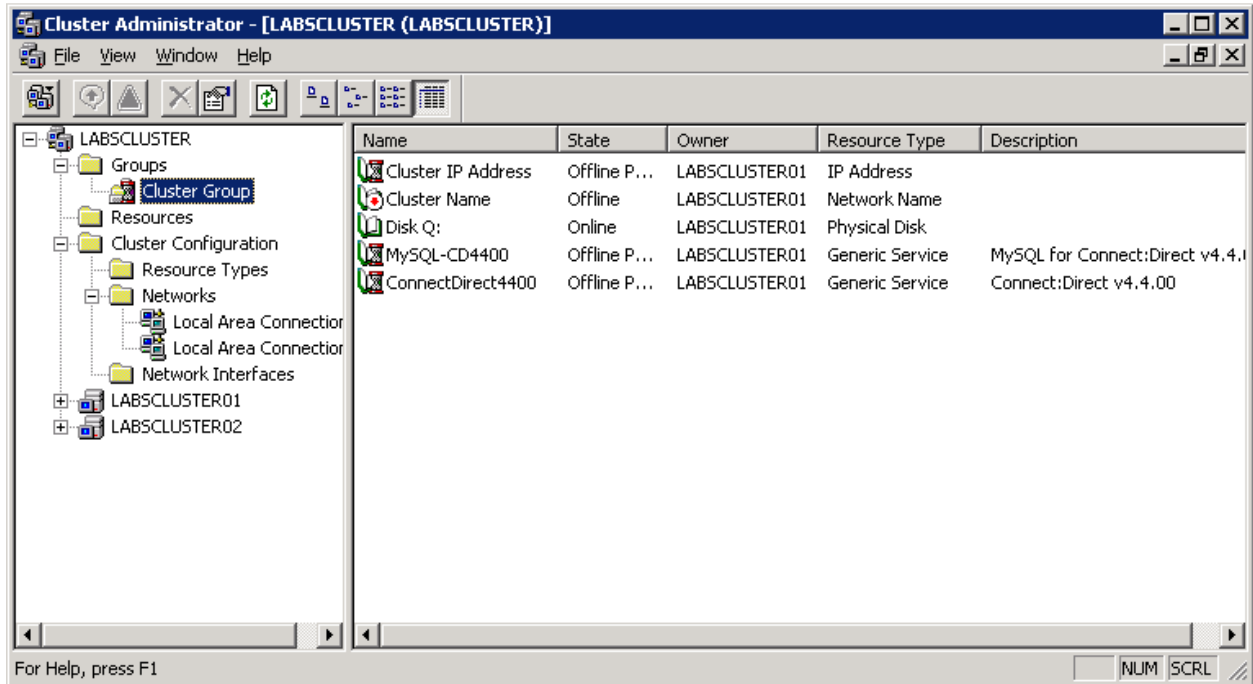 Cluster Administrator - [LABSCLUSTER (LABSCLUSTER)]
File View Window Help
LABSCLUSTER
Groups
Cluster Group
Resources
Cluster Configuration
Resource Types
Networks
Local Area Connection
Local Area Connection
Network Interfaces
LABSCLUSTER01
LABSCLUSTER02
Name State Owner Resource Type Description
Cluster IP Address Offline P... LABSCLUSTER01 IP Address
Cluster Name Offline LABSCLUSTER01 Network Name
Disk Q: Online LABSCLUSTER01 Physical Disk
MySQL-CD4400 Offline P... LABSCLUSTER01 Generic Service MySQL for Connect:Direct v4.4.
ConnectDirect4400 Offline P... LABSCLUSTER01 Generic Service Connect:Direct v4.4.00
For Help, press F1
NUM SCRL